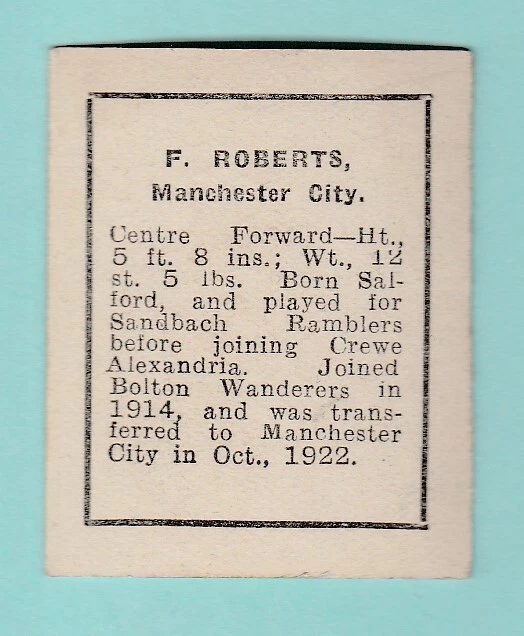 F. ROBERTS,
Manchester City.
Centre Forward—Ht.,
5 ft. 8 ins.; Wt., 12
st. 5 lbs. Born Sal-
ford, and played for
Sandbach Ramblers
before joining Crewe
Alexandria. Joined
Bolton Wanderers in
1914, and was trans-
ferred to Manchester
City in Oct., 1922.